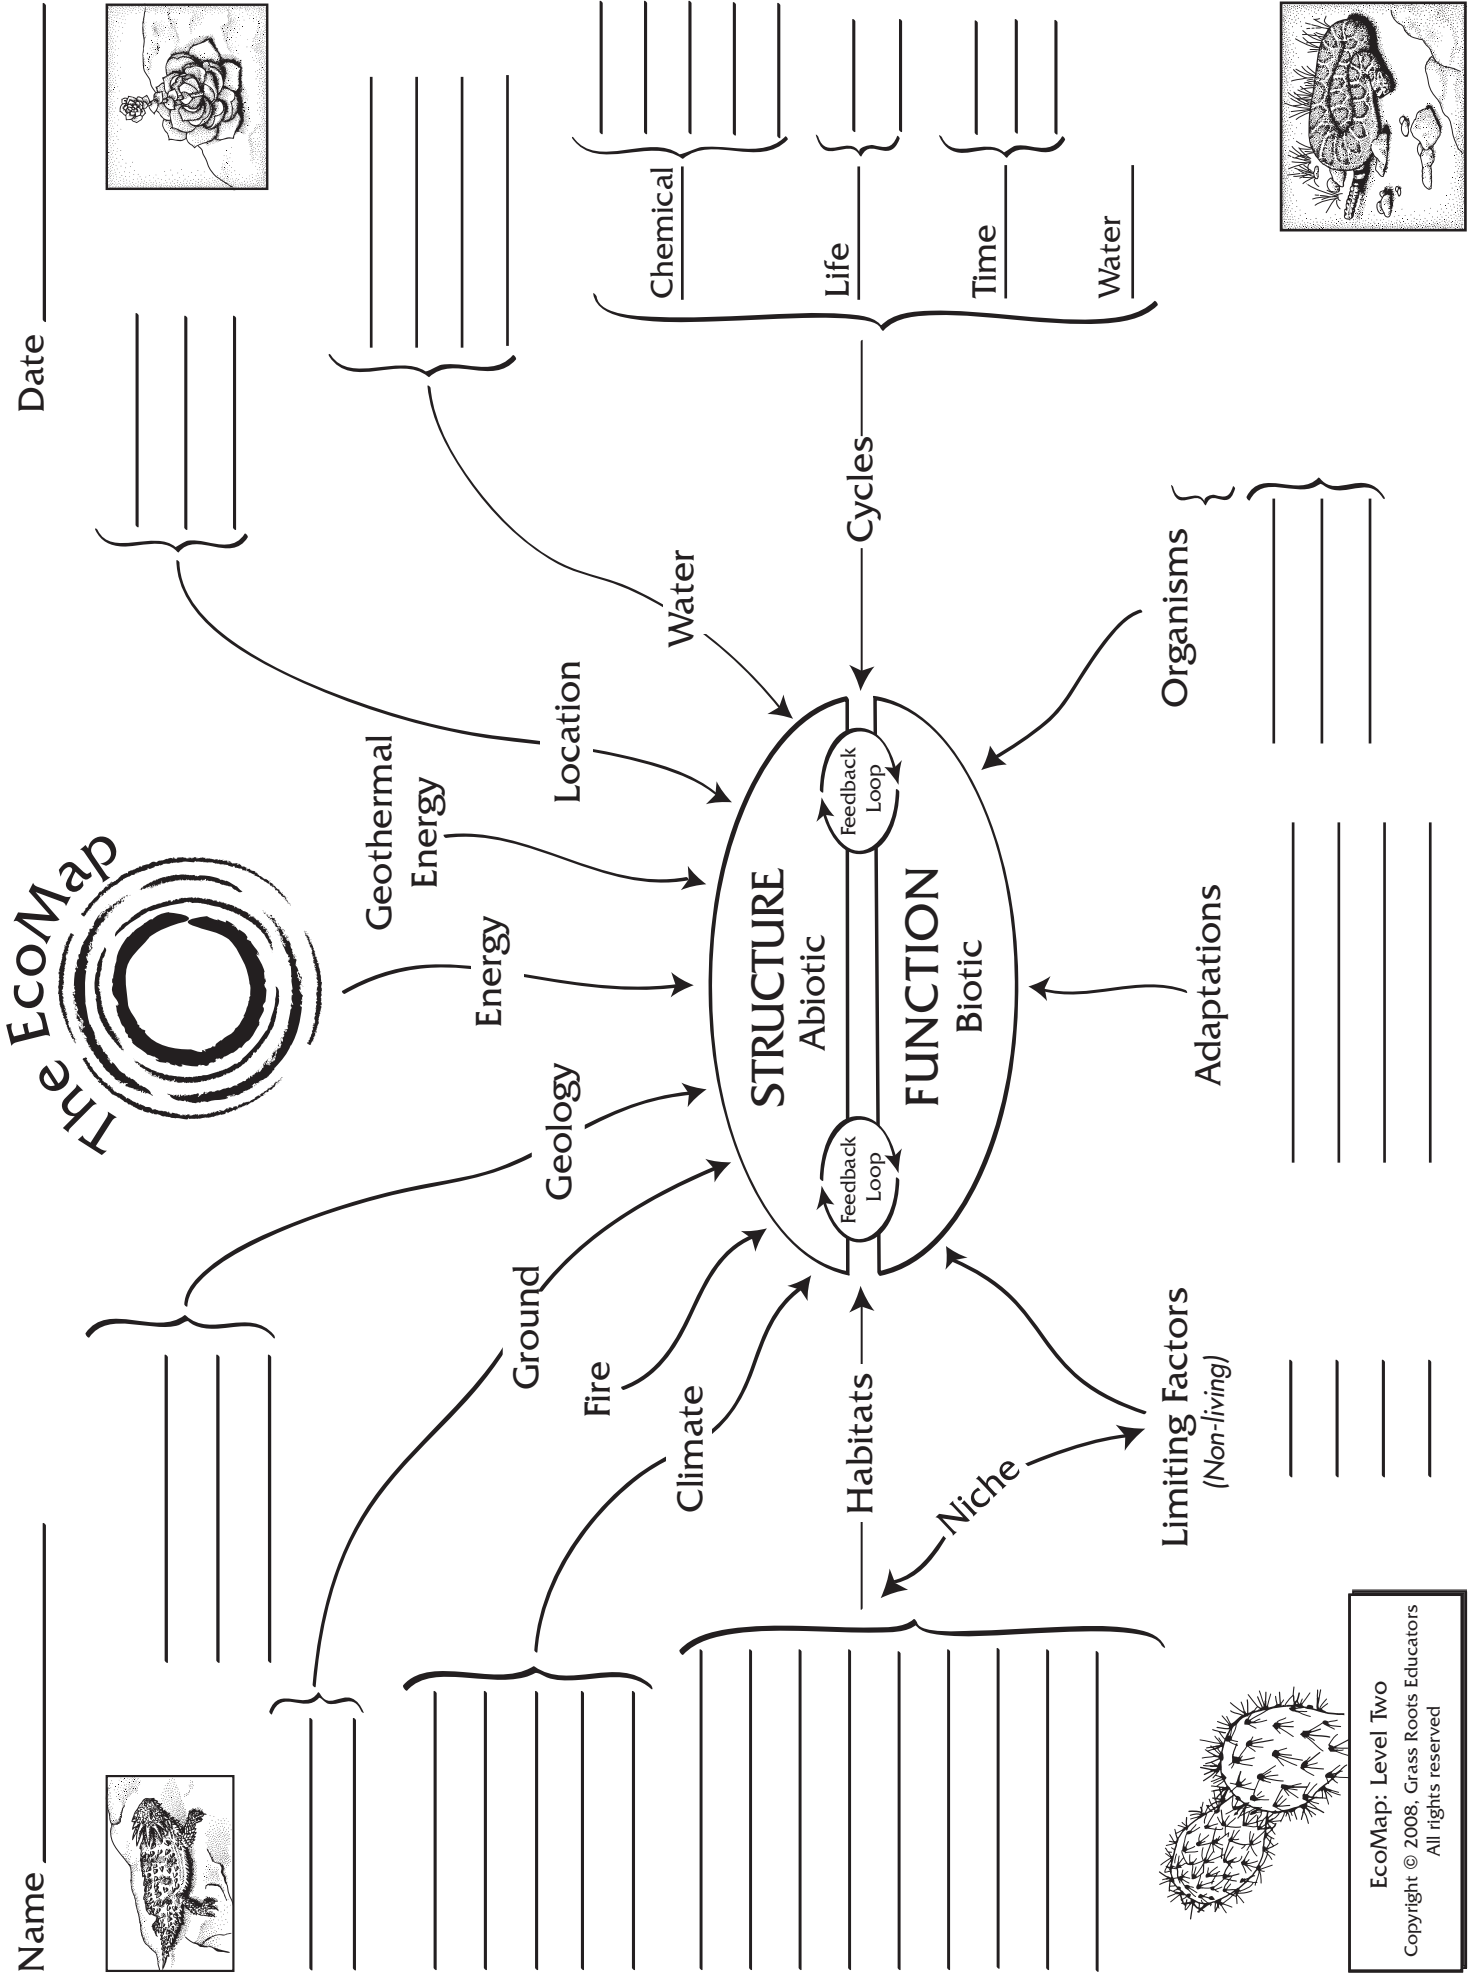 Name
Date
The EcoMap
Geothermal
Energy
Energy
Geology
Location
Ground
Water
Fire
Climate
STRUCTURE
Abiotic
Feedback
Loop
Feedback
Loop
FUNCTION
Biotic
Habitats
Cycles
Chemical
Life
Time
Water
Niche
Limiting Factors
(Non-living)
Adaptations
Organisms
EcoMap: Level Two
Copyright © 2008, Grass Roots Educators
All rights reserved